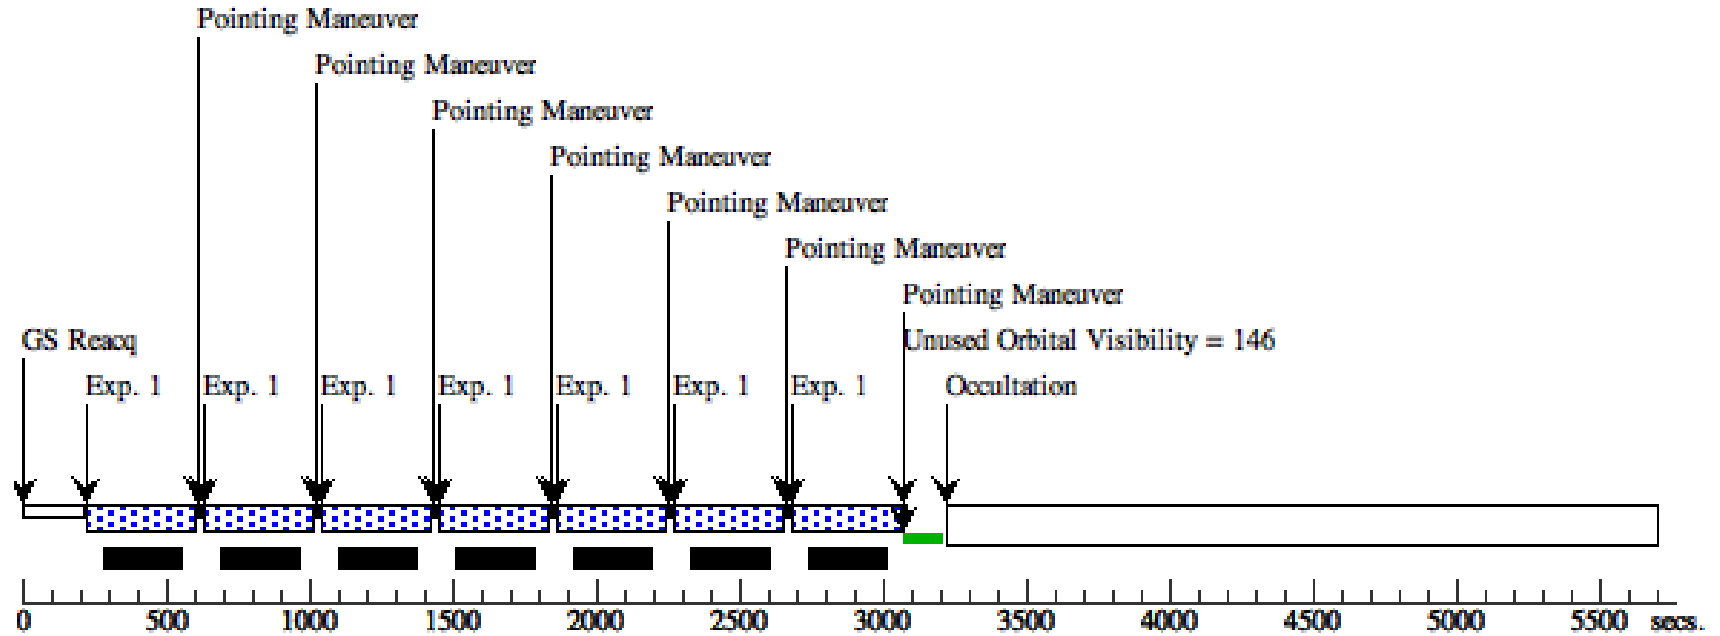 Pointing Maneuver
Pointing Maneuver
Pointing Maneuver
Pointing Maneuver
Pointing Maneuver
Pointing Maneuver
Pointing Maneuver
GS Reacq
Unused Orbital Visibility = 146
Exp. 1 Exp. 1 Exp. 1 Exp. 1 Exp. 1 Exp. 1 Exp. 1 Occultation
0 500 1000 1500 2000 2500 3000 3500 4000 4500 5000 5500 secs.